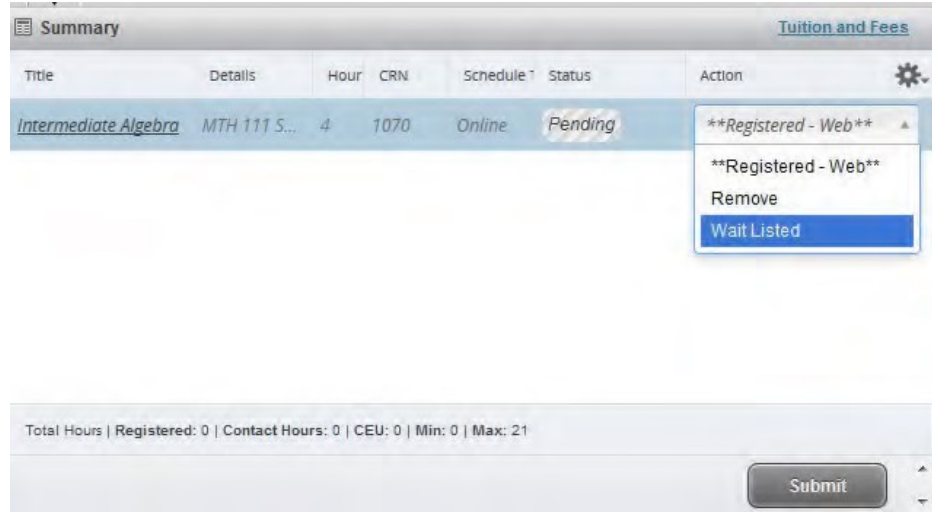 Summary
Tuition and Fees
Title Details Hour CRN Schedule T Status Action
Intermediate Algebra MTH 111 S... 4 1070 Online Pending **Registered - Web**
**Registered - Web**
Remove
Wait Listed
Total Hours | Registered: 0 | Contact Hours: 0 | CEU: 0 | Min: 0 | Max: 21
Submit